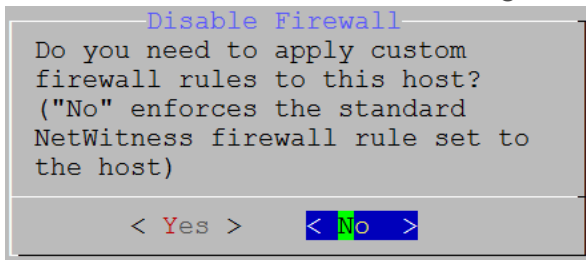 Disable Firewall
Do you need to apply custom
firewall rules to this host?
("No" enforces the standard
NetWitness firewall rule set to
the host)
< Yes > < No >